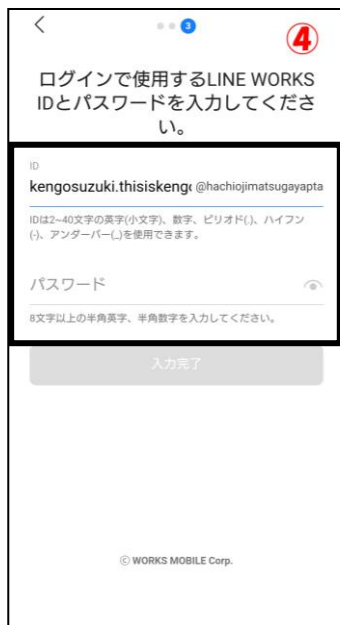 3
④
ログインで使用するLINE WORKS
IDとパスワードを入力してくださ
い。
ID
kengosuzuki.thisiskeng @hachiojimatsugayapta
IDは2~40文字の英字(小文字)、数字、ピリオド(.)、ハイフン
(-)、アンダーバー(_)を使用できます。
パスワード
8文字以上の半角英字、半角数字を入力してください。
入力完了
© WORKS MOBILE Corp.